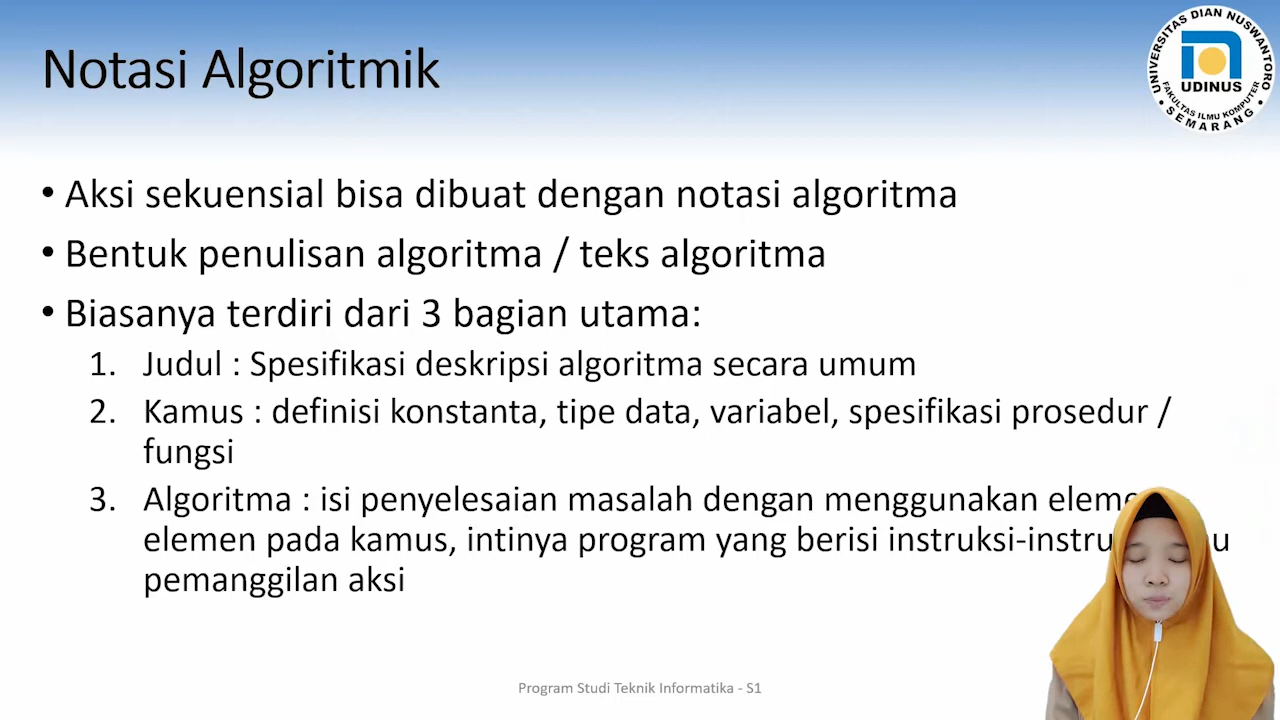 Notasi Algoritmik
UNIVERSITAS DIAN NUSWANTORO
UDINUS
FAKULTAS ILMU KOMPUTER
• SEMARANG •
• Aksi sekuensial bisa dibuat dengan notasi algoritma
• Bentuk penulisan algoritma / teks algoritma
• Biasanya terdiri dari 3 bagian utama:
1. Judul : Spesifikasi deskripsi algoritma secara umum
2. Kamus : definisi konstanta, tipe data, variabel, spesifikasi prosedur /
fungsi
3. Algoritma : isi penyelesaian masalah dengan menggunakan
elemen pada kamus, intinya program yang berisi
pemanggilan aksi
Program Studi Teknik Informatika - S1